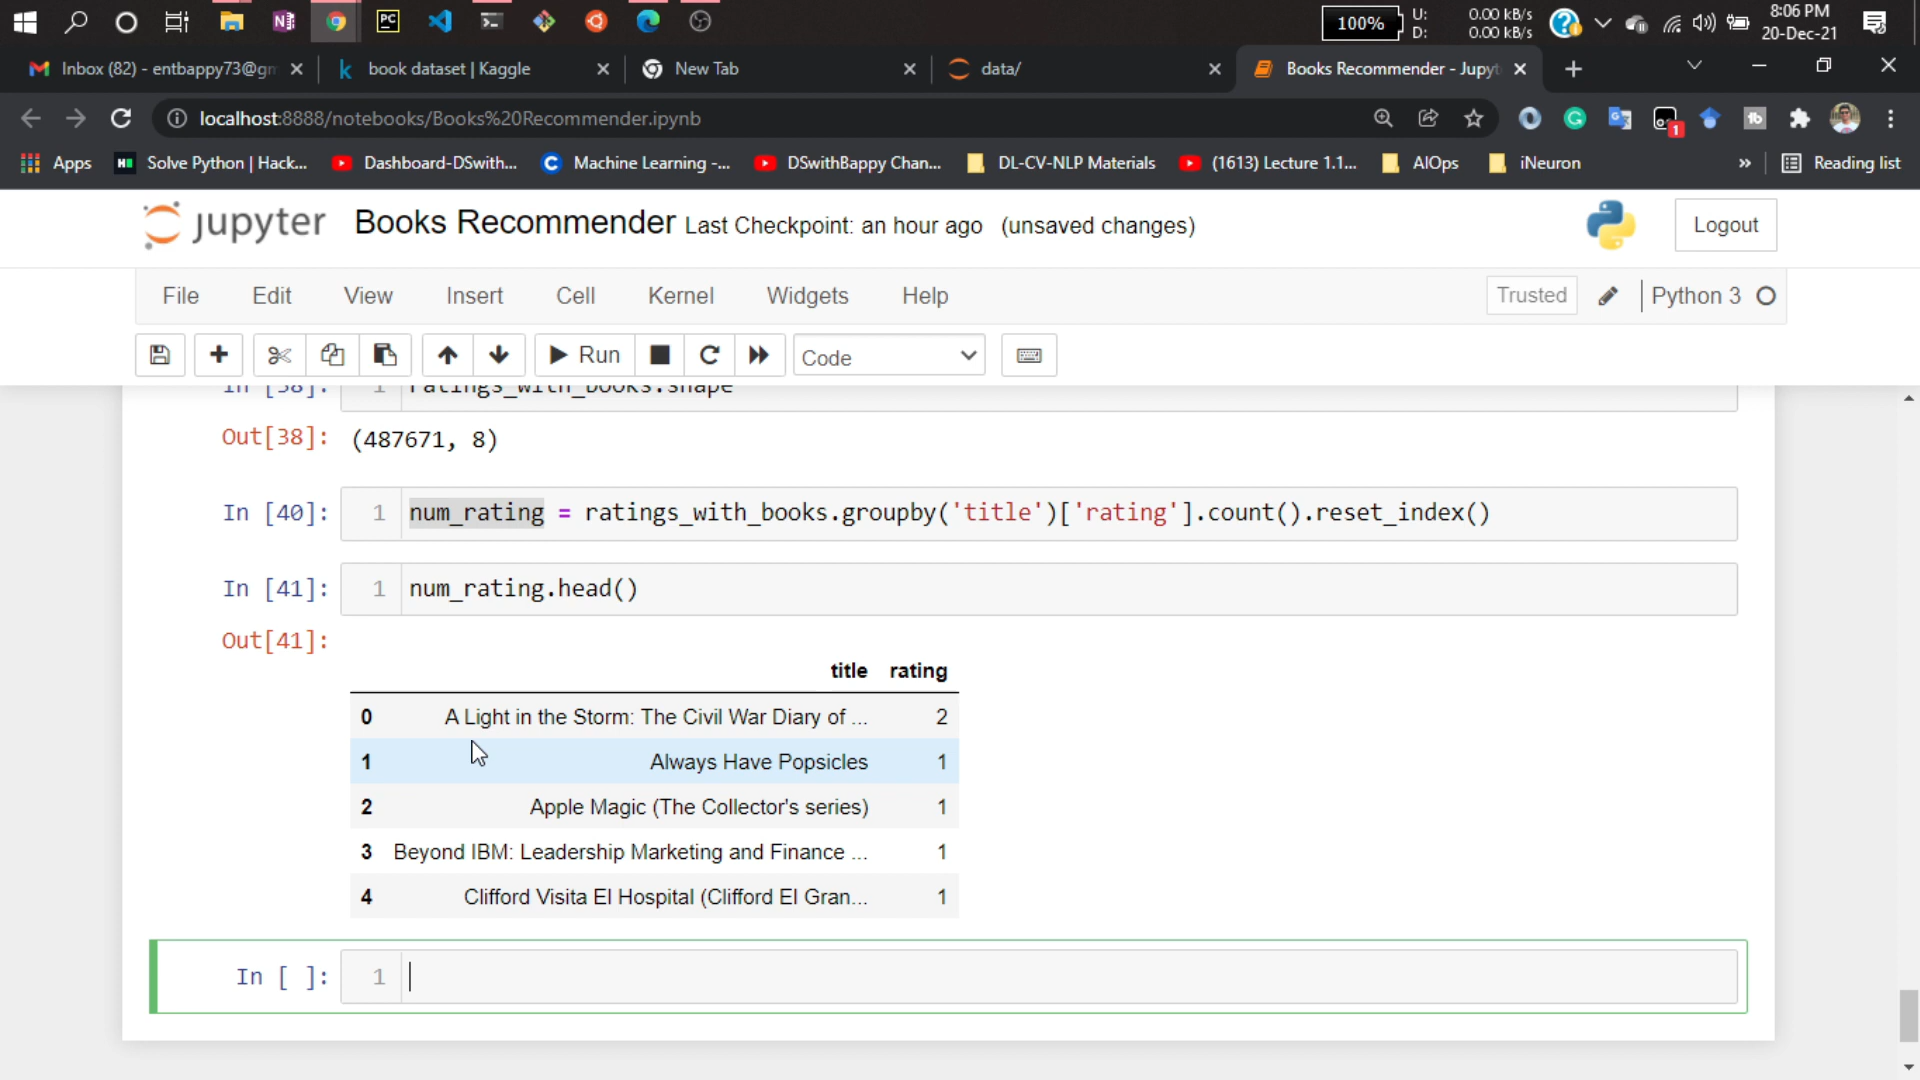 100% U: 0.00 kB/s 8:06 PM
D: 0.00 kB/s 20-Dec-21
Inbox (82) - entbappy73@gm book dataset | Kaggle New Tab data/ Books Recommender - Jupyt
localhost:8888/notebooks/Books%20Recommender.ipynb
Apps Solve Python | Hack... Dashboard-DSwith... Machine Learning -... DSwithBappy Chan... DL-CV-NLP Materials (1613) Lecture 1.1... AIOps iNeuron » Reading list
jupyter Books Recommender Last Checkpoint: an hour ago (unsaved changes) Logout
File Edit View Insert Cell Kernel Widgets Help Trusted Python 3
Run Code
In [38]: 1 ratings_with_books.shape
Out[38]: (487671, 8)
In [40]: 1 num_rating = ratings_with_books.groupby('title')['rating'].count().reset_index()
In [41]: 1 num_rating.head()
Out[41]:
title rating
0 A Light in the Storm: The Civil War Diary of ... 2
1 Always Have Popsicles 1
2 Apple Magic (The Collector's series) 1
3 Beyond IBM: Leadership Marketing and Finance ... 1
4 Clifford Visita El Hospital (Clifford El Gran... 1
In [ ]: 1